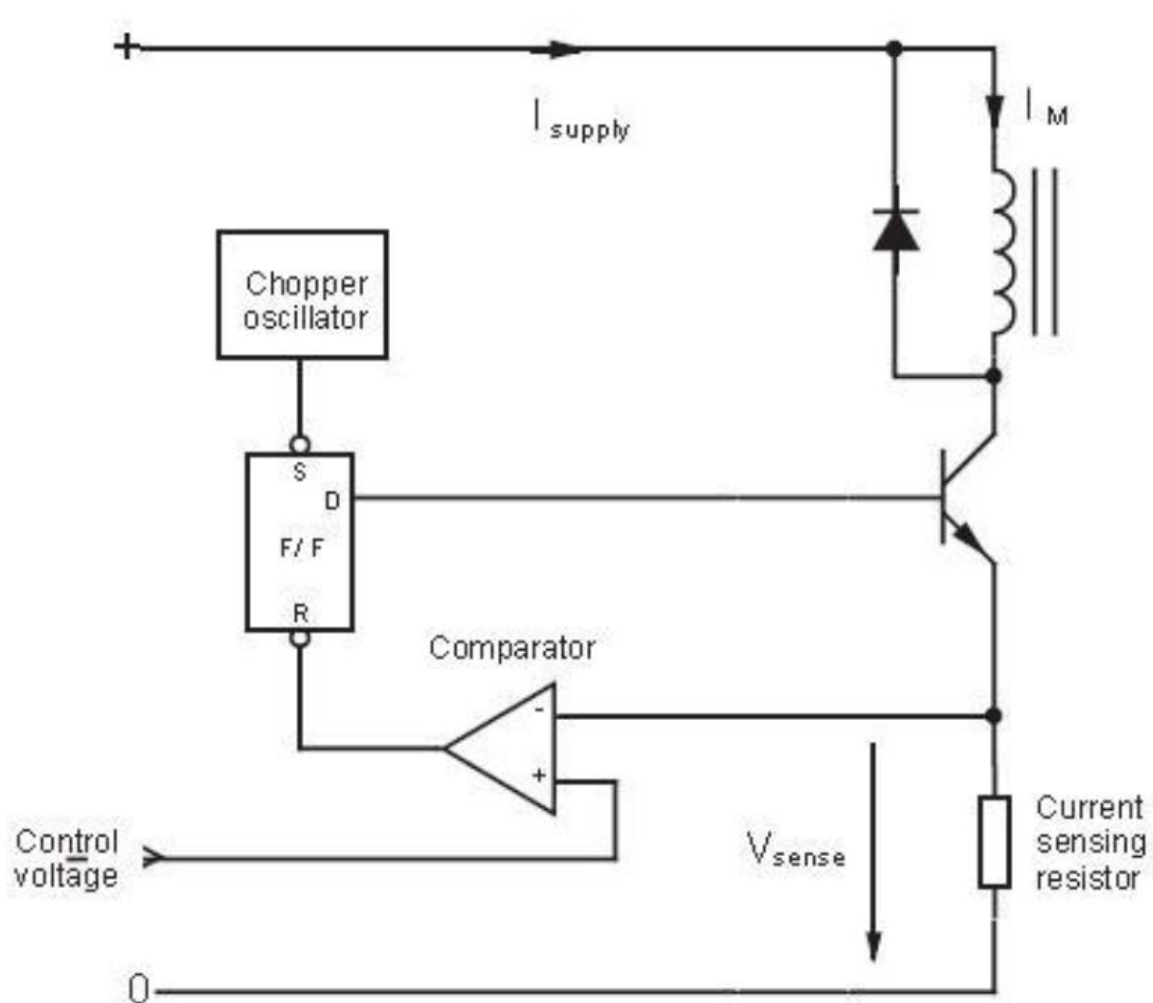 +
I supply
I M
Chopper
oscillator
S
D
F/F
R
Comparator
-
+
Control
voltage
V sense
Current
sensing
resistor
0